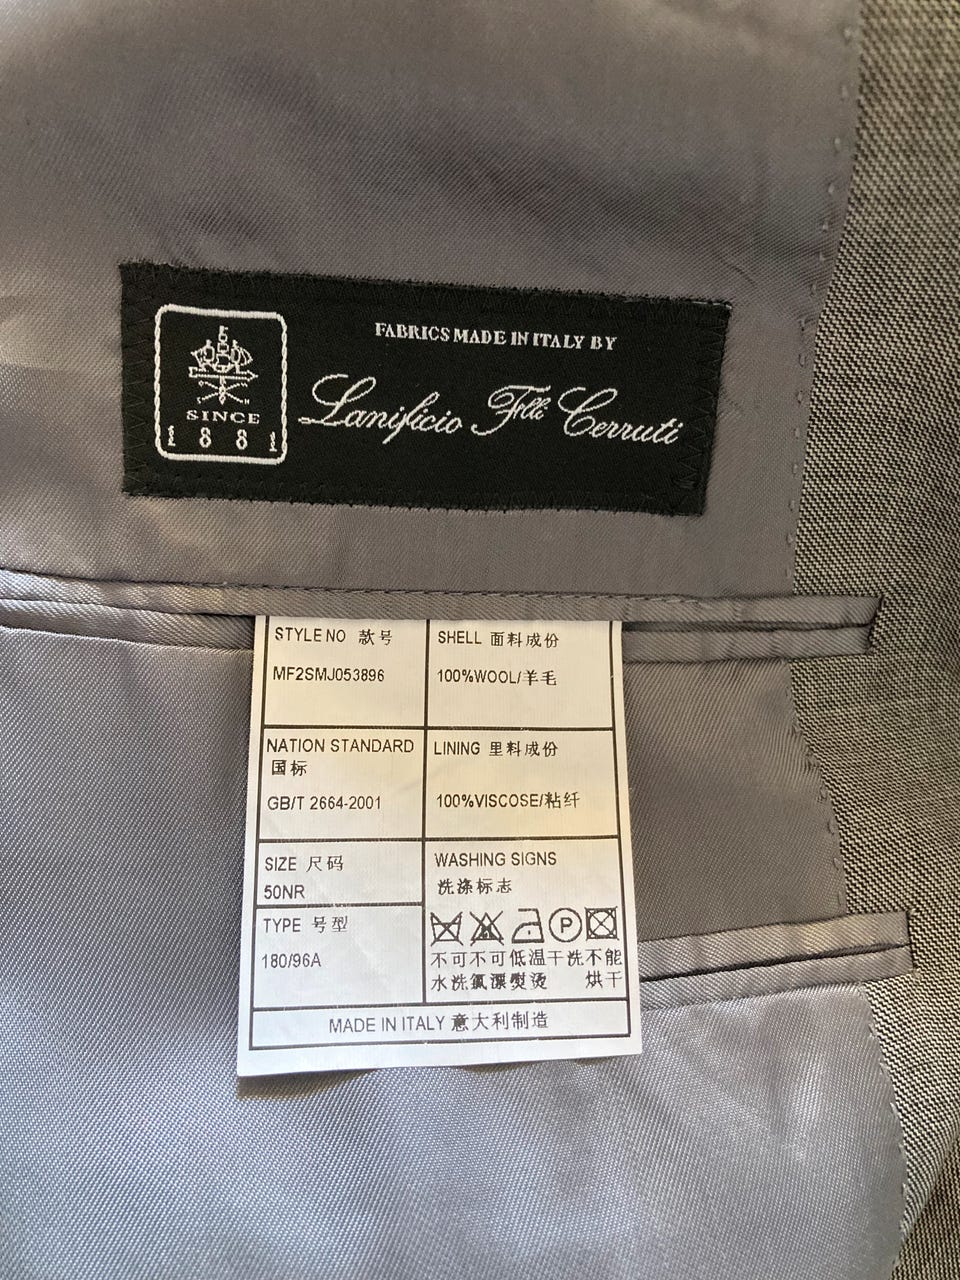 FABRICS MADE IN ITALY BY
SINCE
1881
Lanificio Flli Cerruti
STYLE NO 款号
MF2SMJ053896
SHELL 面料成份
100%WOOL/羊毛
NATION STANDARD
国标
GB/T 2664-2001
LINING 里料成份
100%VISCOSE/粘纤
SIZE 尺码
50NR
TYPE 号型
180/96A
WASHING SIGNS
洗涤标志
P
不可不可低温干洗不能
水洗氯漂熨烫 烘干
MADE IN ITALY 意大利制造